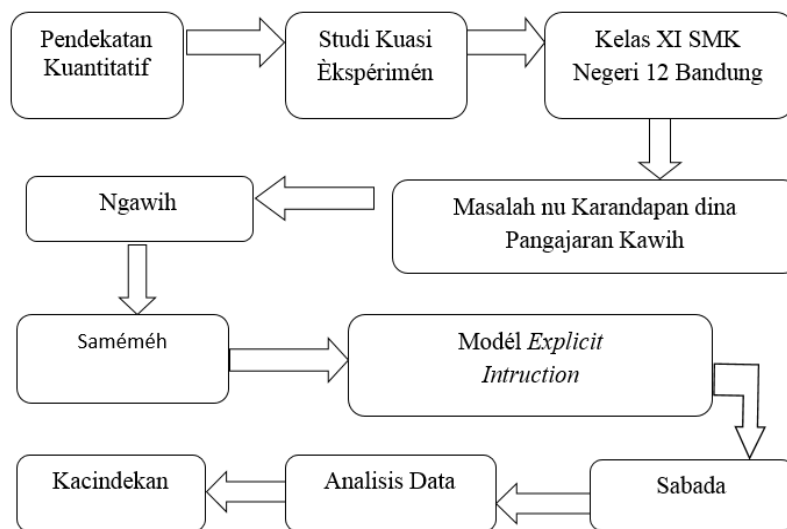 Pendekatan
Kuantitatif
Studi Kuasi
Èkspérimén
Kelas XI SMK
Negeri 12 Bandung
Masalah nu Karandapan dina
Pangajaran Kawih
Ngawih
Saméméh
Modél Explicit
Intruction
Sabada
Analisis Data
Kacindekan